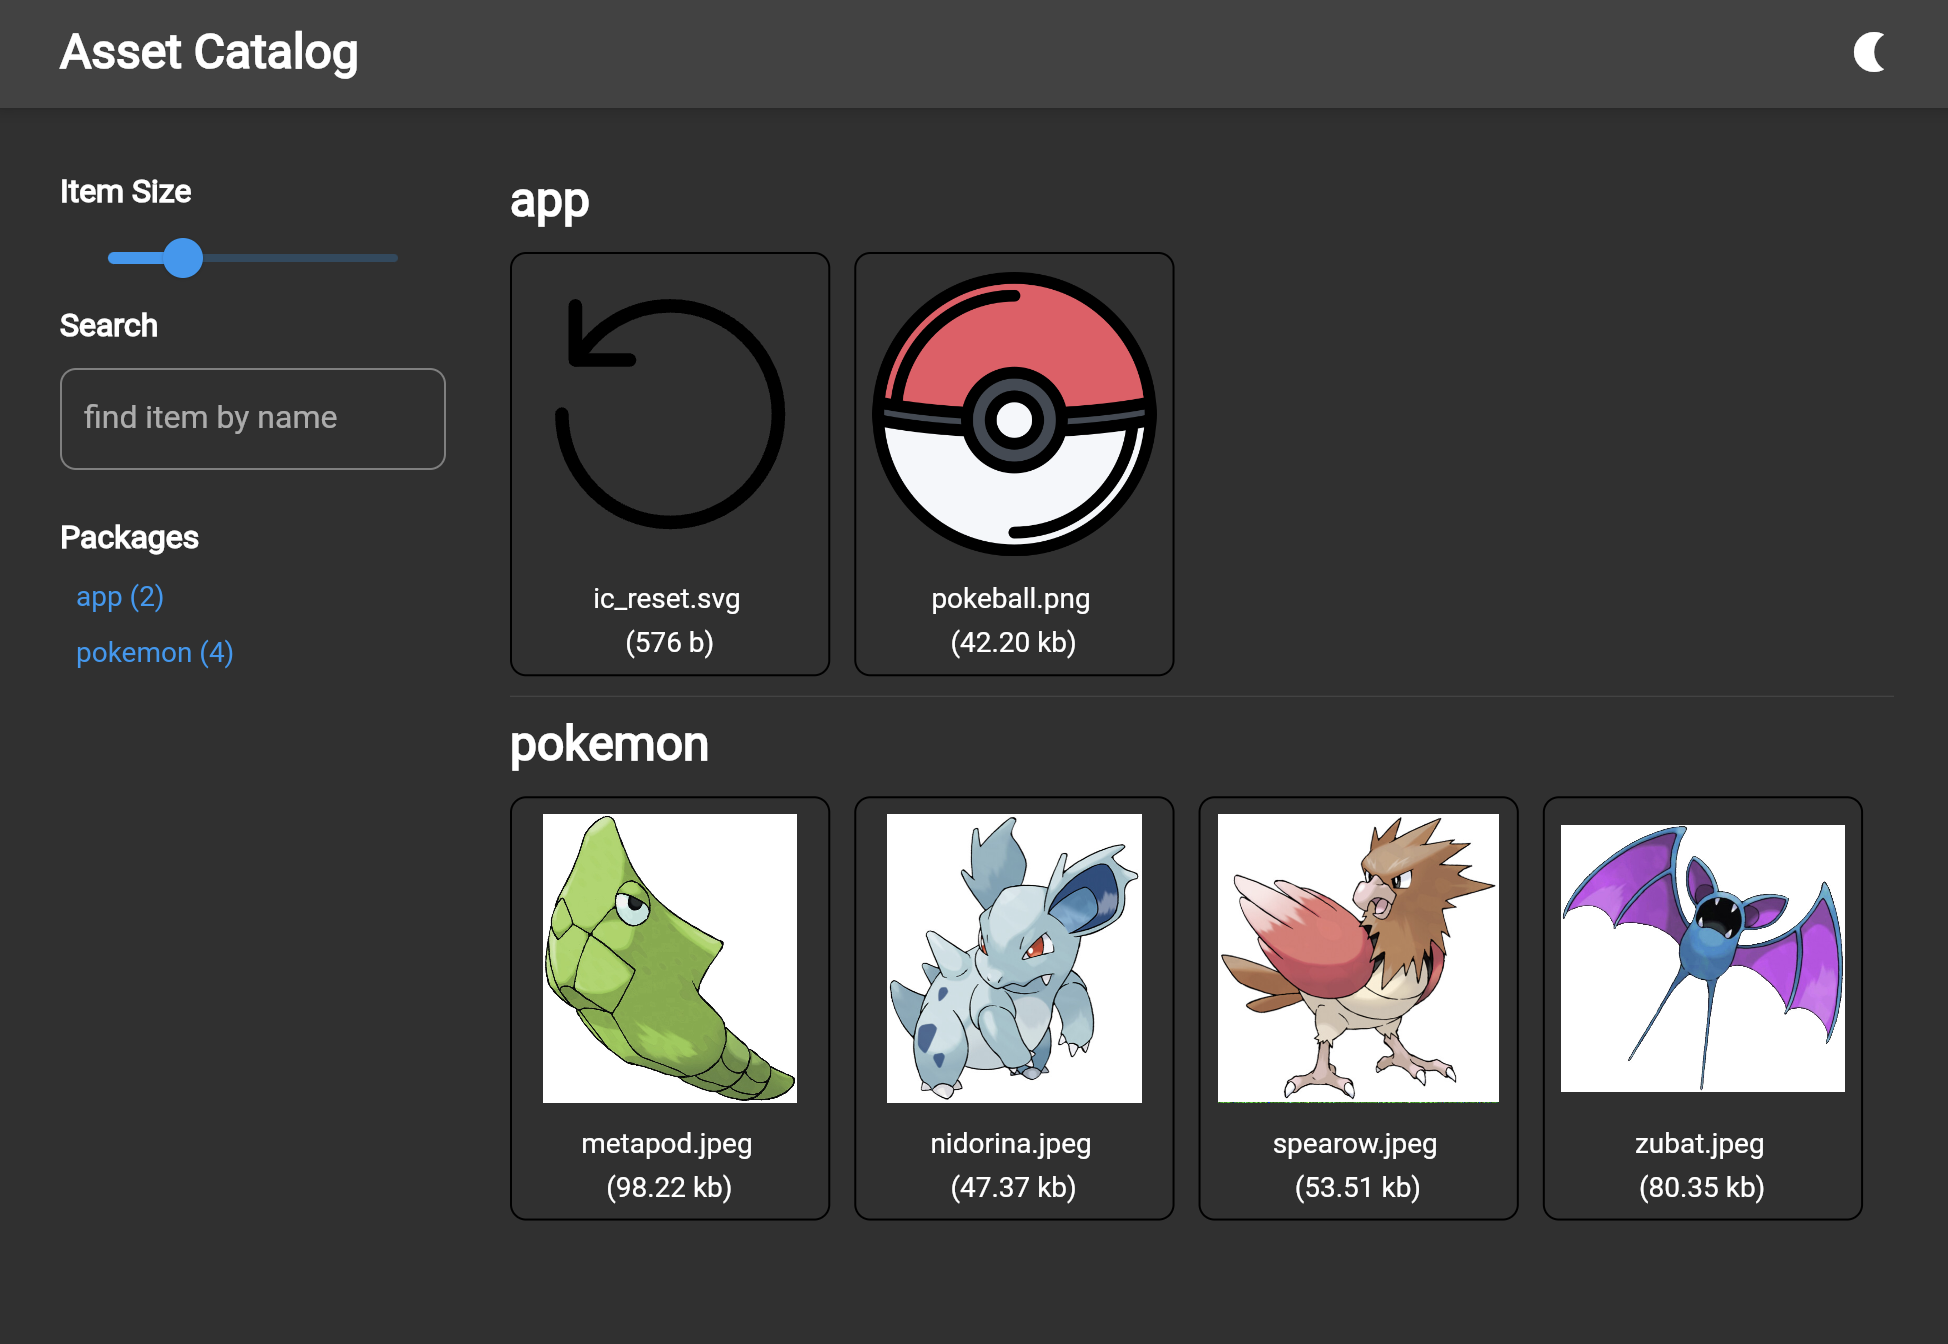 Asset Catalog
Item Size
Search
find item by name
Packages
app (2)
pokemon (4)
app
ic_reset.svg
(576 b)
pokeball.png
(42.20 kb)
pokemon
metapod.jpeg
(98.22 kb)
nidorina.jpeg
(47.37 kb)
spearow.jpeg
(53.51 kb)
zubat.jpeg
(80.35 kb)